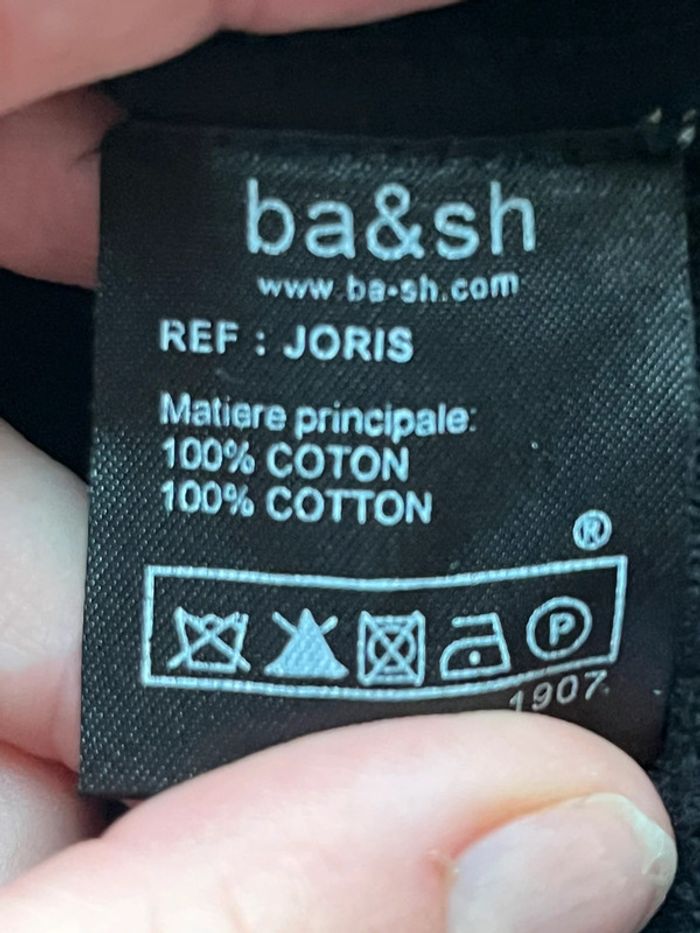 ba&sh
www.ba-sh.com
REF : JORIS
Matiere principale:
100% COTON
100% COTTON
®
P
1907